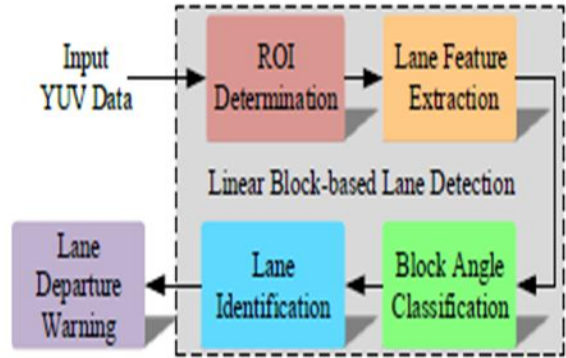 Input
YUV Data
ROI
Determination
Lane Feature
Extraction
Linear Block-based Lane Detection
Block Angle
Classification
Lane
Identification
Lane
Departure
Warning